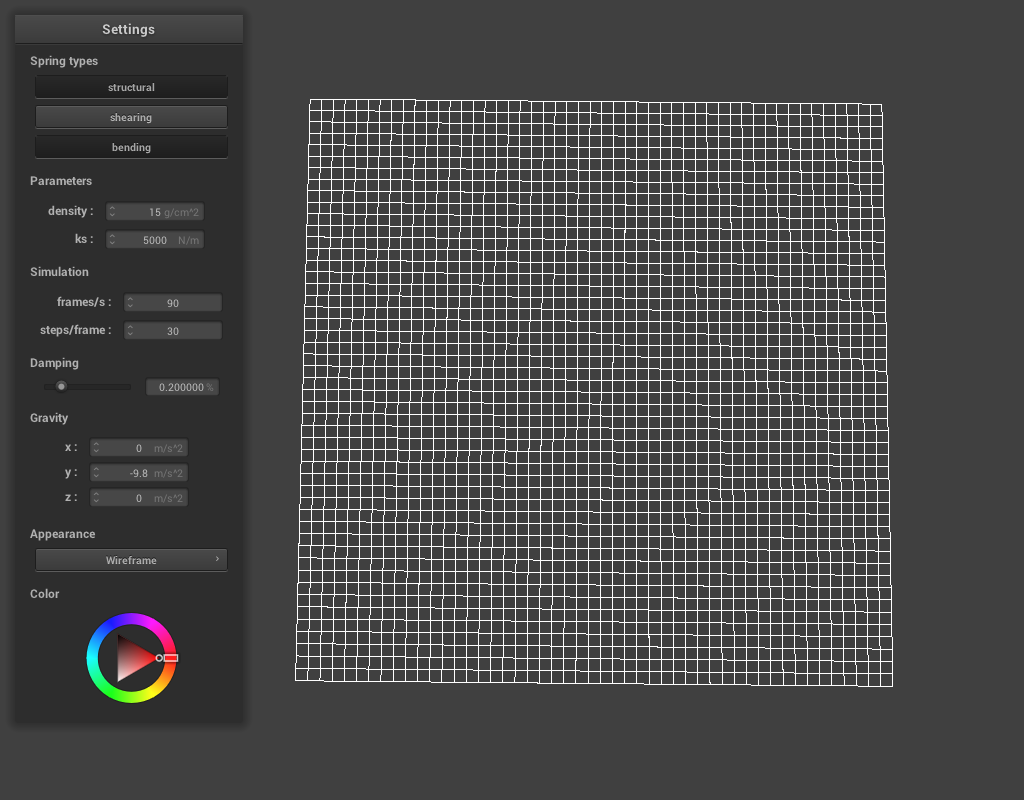 Settings
Spring types
structural
shearing
bending
Parameters
density : 15 g/cm^2
ks : 5000 N/m
Simulation
frames/s : 90
steps/frame : 30
Damping
0.200000 %
Gravity
x : 0 m/s^2
y : -9.8 m/s^2
z : 0 m/s^2
Appearance
Wireframe
Color